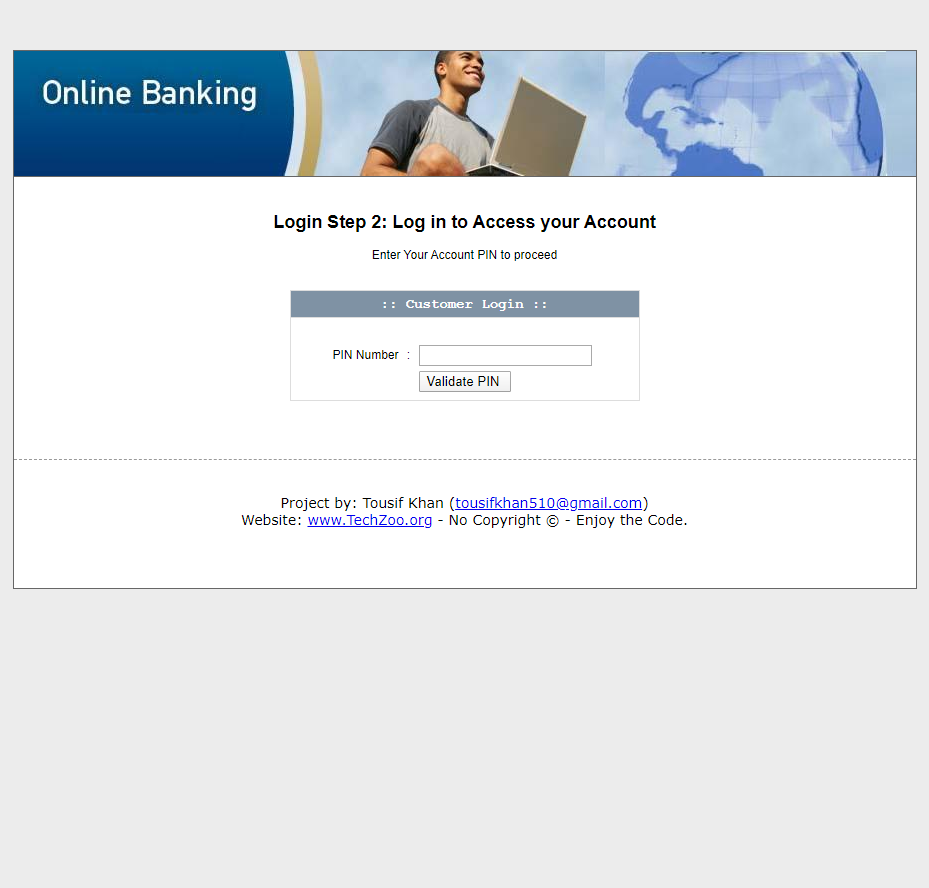 Online Banking
Login Step 2: Log in to Access your Account
Enter Your Account PIN to proceed
:: Customer Login ::
PIN Number :
Validate PIN
Project by: Tousif Khan (tousifkhan510@gmail.com)
Website: www.TechZoo.org - No Copyright © - Enjoy the Code.